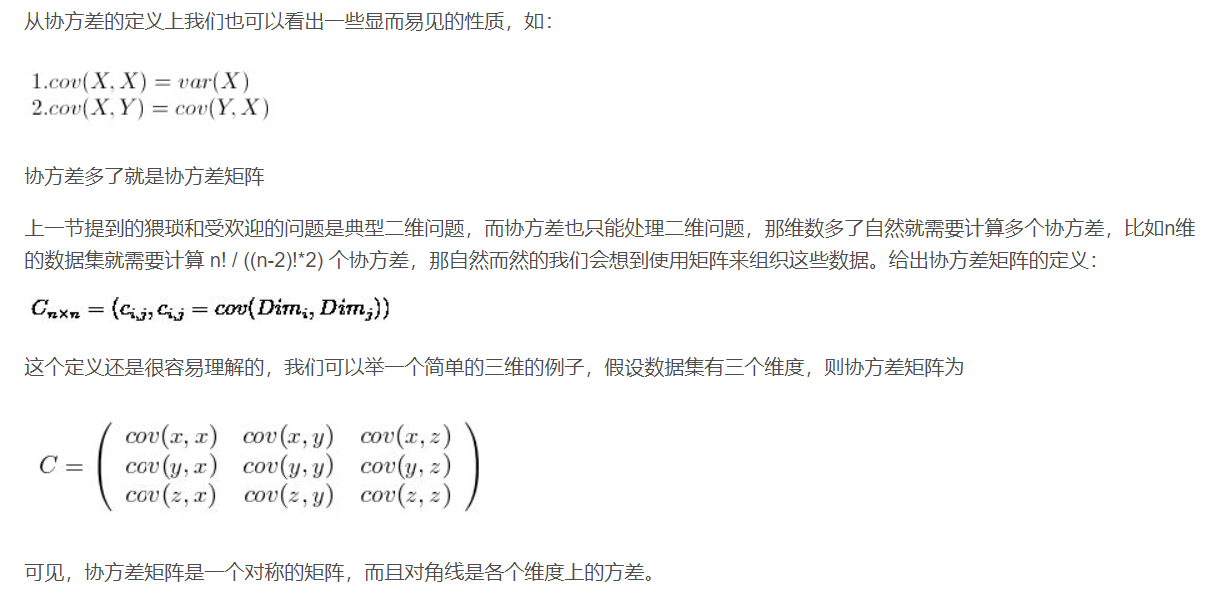 从协方差的定义上我们也可以看出一些显而易见的性质，如：
1.cov(X, X) = var(X)
2.cov(X, Y) = cov(Y, X)
协方差多了就是协方差矩阵
上一节提到的猥琐和受欢迎的问题是典型二维问题，而协方差也只能处理二维问题，那维数多了自然就需要计算多个协方差，比如n维
的数据集就需要计算 n! / ((n-2)!*2) 个协方差，那自然而然的我们会想到使用矩阵来组织这些数据。给出协方差矩阵的定义：
Cₙₓₙ = (cᵢ,ⱼ, cᵢ,ⱼ = cov(Dimᵢ, Dimⱼ))
这个定义还是很容易理解的，我们可以举一个简单的三维的例子，假设数据集有三个维度，则协方差矩阵为
cov(x, x) cov(x, y) cov(x, z)
C = ( cov(y, x) cov(y, y) cov(y, z) )
cov(z, x) cov(z, y) cov(z, z)
可见，协方差矩阵是一个对称的矩阵，而且对角线是各个维度上的方差。